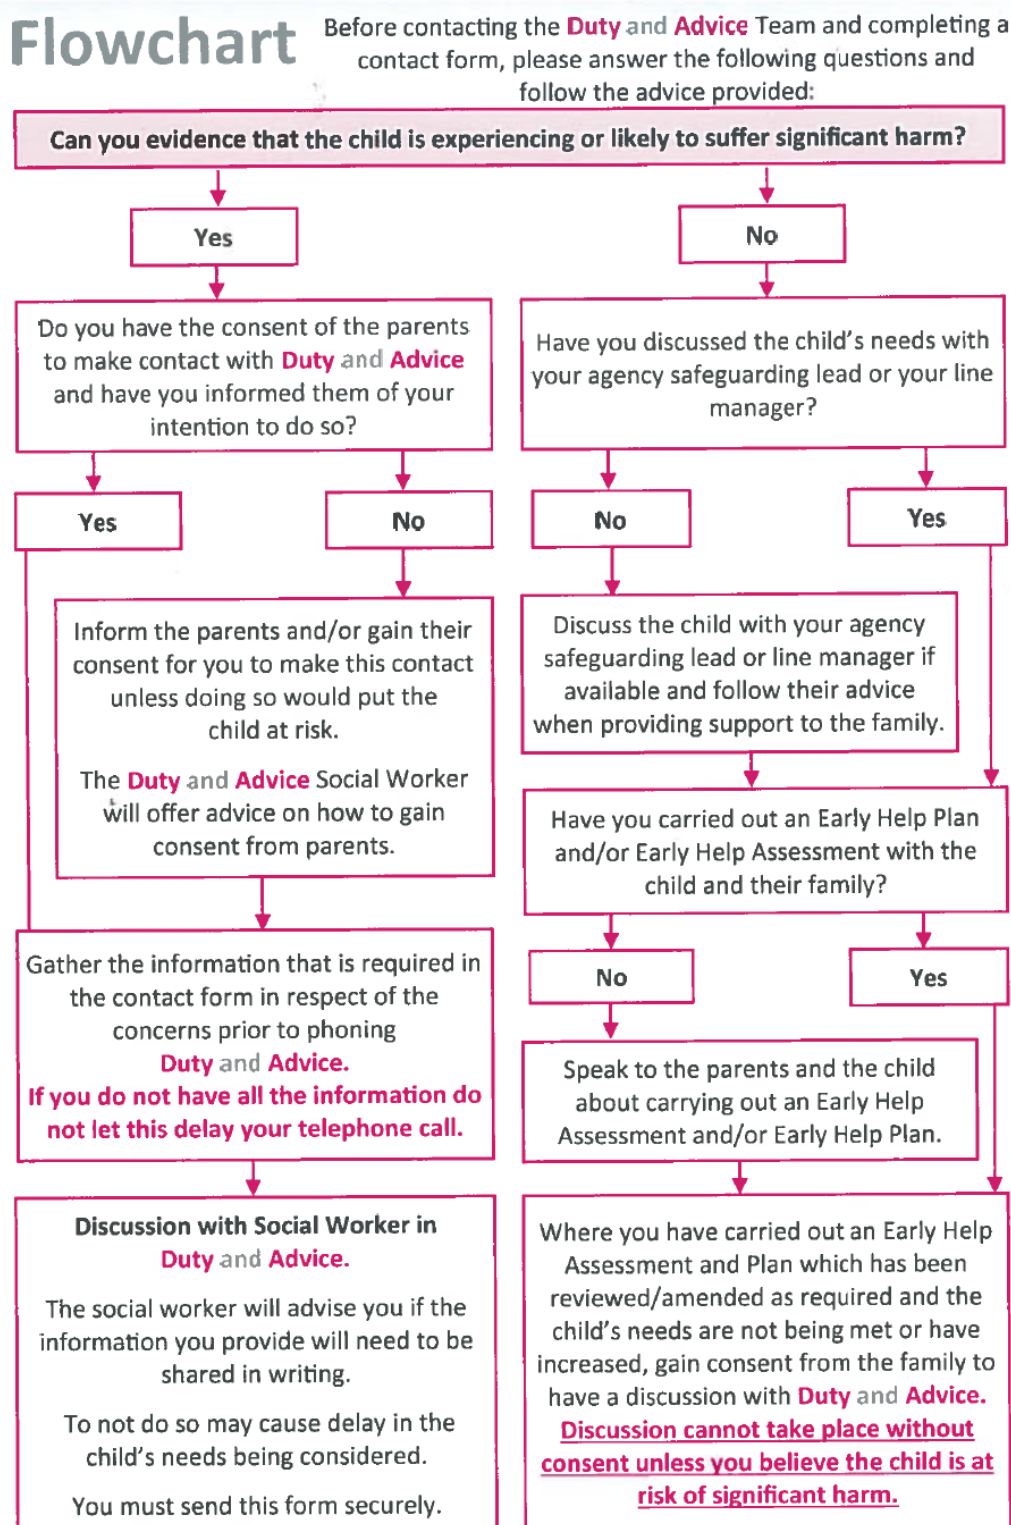 Flowchart
Before contacting the Duty and Advice Team and completing a
contact form, please answer the following questions and
follow the advice provided:
Can you evidence that the child is experiencing or likely to suffer significant harm?
Yes
No
Do you have the consent of the parents
to make contact with Duty and Advice
and have you informed them of your
intention to do so?
Have you discussed the child's needs with
your agency safeguarding lead or your line
manager?
Yes
No
No
Yes
Inform the parents and/or gain their
consent for you to make this contact
unless doing so would put the
child at risk.
The Duty and Advice Social Worker
will offer advice on how to gain
consent from parents.
Discuss the child with your agency
safeguarding lead or line manager if
available and follow their advice
when providing support to the family.
Have you carried out an Early Help Plan
and/or Early Help Assessment with the
child and their family?
No
Yes
Gather the information that is required in
the contact form in respect of the
concerns prior to phoning
Duty and Advice.
If you do not have all the information do
not let this delay your telephone call.
Speak to the parents and the child
about carrying out an Early Help
Assessment and/or Early Help Plan.
Discussion with Social Worker in
Duty and Advice.
The social worker will advise you if the
information you provide will need to be
shared in writing.
To not do so may cause delay in the
child's needs being considered.
You must send this form securely.
Where you have carried out an Early Help
Assessment and Plan which has been
reviewed/amended as required and the
child's needs are not being met or have
increased, gain consent from the family to
have a discussion with Duty and Advice.
Discussion cannot take place without
consent unless you believe the child is at
risk of significant harm.